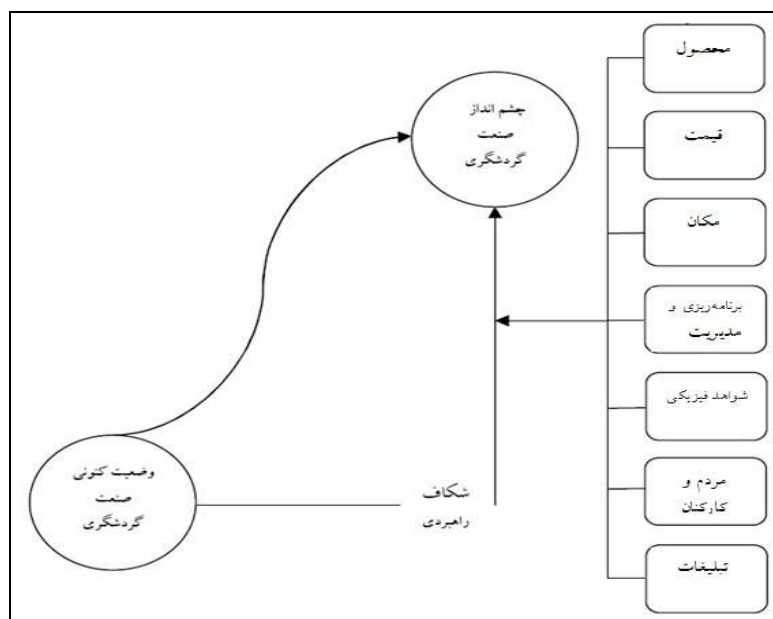 محصول
قیمت
مکان
برنامه‌ریزی و
مدیریت
شواهد فیزیکی
مردم و
کارکنان
تبلیغات
چشم انداز
صنعت
گردشگری
شکاف
راهبردی
وضعیت کنونی
صنعت
گردشگری